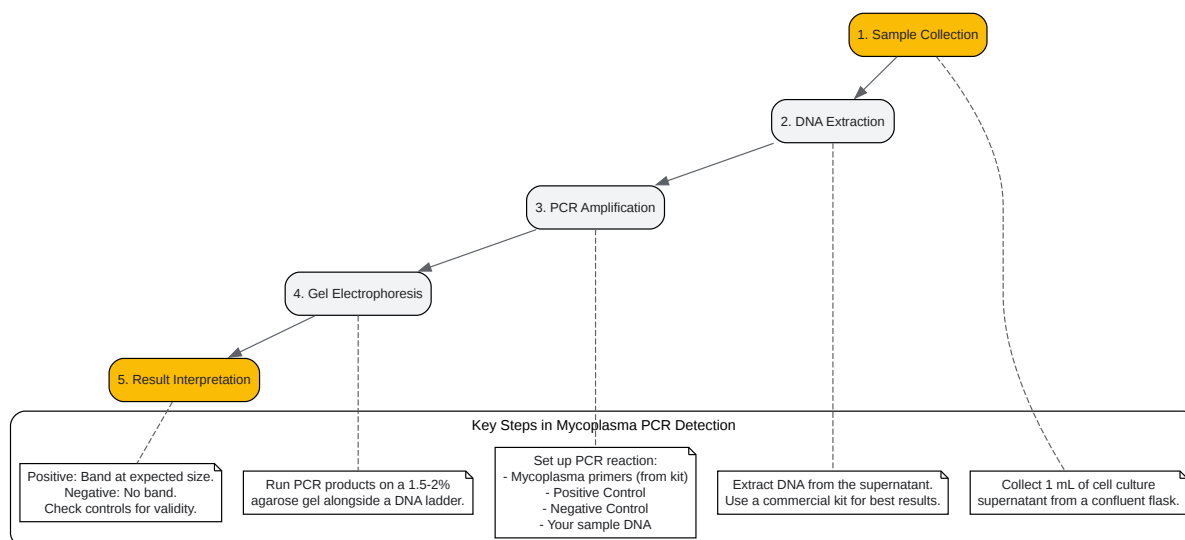 1. Sample Collection
2. DNA Extraction
3. PCR Amplification
4. Gel Electrophoresis
5. Result Interpretation
Key Steps in Mycoplasma PCR Detection
Positive: Band at expected size.
Negative: No band.
Check controls for validity.
Run PCR products on a 1.5-2%
agarose gel alongside a DNA ladder.
Set up PCR reaction:
- Mycoplasma primers (from kit)
- Positive Control
- Negative Control
- Your sample DNA
Extract DNA from the supernatant.
Use a commercial kit for best results.
Collect 1 mL of cell culture
supernatant from a confluent flask.